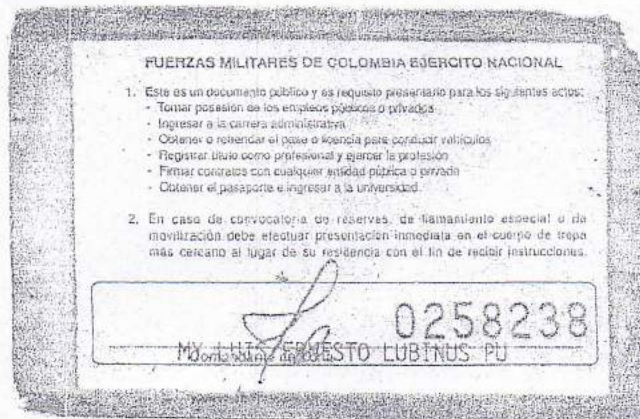 FUERZAS MILITARES DE COLOMBIA EJERCITO NACIONAL
1. Este es un documento público y es requisito presentarlo para los siguientes actos:
- Tomar posesión de los empleos públicos o privados
- Ingresar a la carrera administrativa
- Obtener o refrendar el pase o licencia para conducir vehículos
- Registrar título como profesional y ejercer la profesión
- Firmar contratos con cualquier entidad pública o privada
- Obtener el pasaporte e ingresar a la universidad.
2. En caso de convocatoria de reservas, de llamamiento especial o de
movilización debe efectuar presentación inmediata en el cuerpo de tropa
más cercano al lugar de su residencia con el fin de recibir instrucciones.
0258238
LUBINUS PU